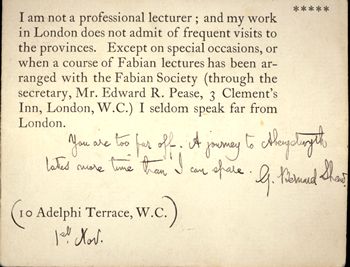 *****
I am not a professional lecturer ; and my work
in London does not admit of frequent visits to
the provinces. Except on special occasions, or
when a course of Fabian lectures has been ar-
ranged with the Fabian Society (through the
secretary, Mr. Edward R. Pease, 3 Clement's
Inn, London, W.C.) I seldom speak far from
London.
You are too far off. A journey to Aberystwyth
takes more time than I can spare. G. Bernard Shaw
(10 Adelphi Terrace, W.C.)
1st Nov.